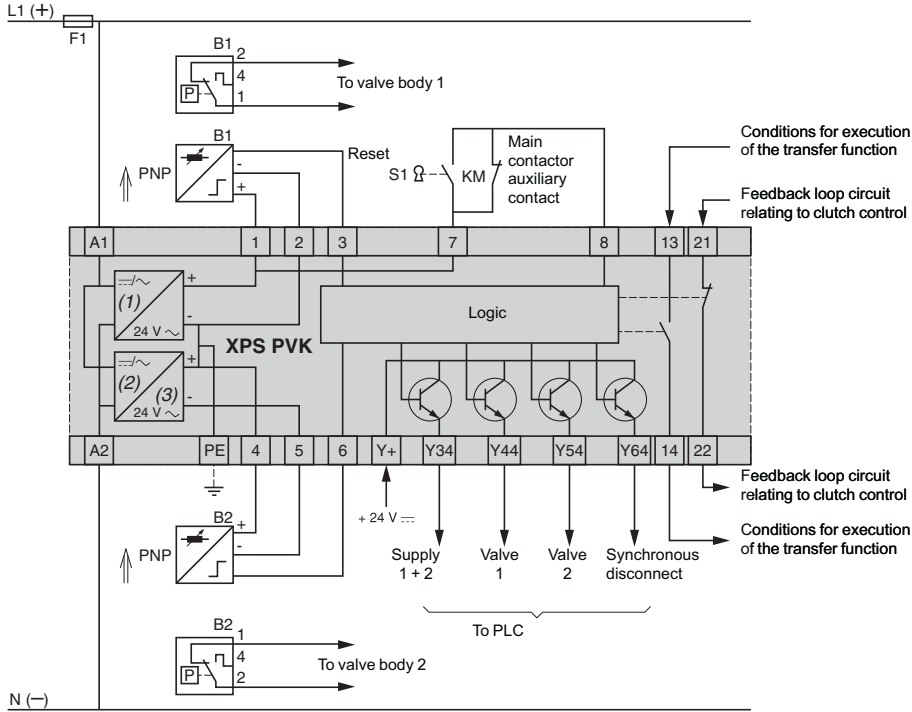 L1 (+)
F1
B1
2
4
P
1
To valve body 1
B1
PNP
-
+
Reset
S1
KM
Main
contactor
auxiliary
contact
Conditions for execution
of the transfer function
Feedback loop circuit
relating to clutch control
A1
1
2
3
7
8
13
21
(1)
+
-
24 V
Logic
XPS PVK
(2)
(3)
+
-
24 V
A2
PE
4
5
6
Y+
Y34
Y44
Y54
Y64
14
22
Feedback loop circuit
relating to clutch control
+ 24 V
B2
+
-
PNP
Supply
1 + 2
Valve
1
Valve
2
Synchronous
disconnect
Conditions for execution
of the transfer function
To PLC
B2
1
4
P
2
To valve body 2
N (—)